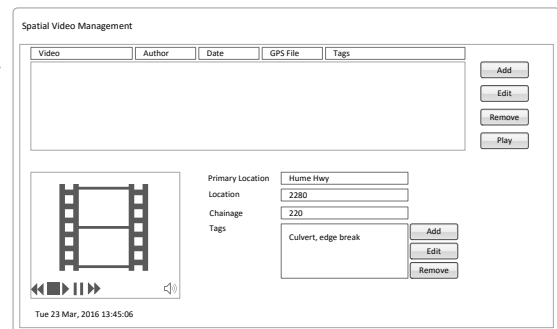 Spatial Video Management
Video Author Date GPS File Tags
Add
Edit
Remove
Play
Primary Location Hume Hwy
Location 2280
Chainage 220
Tags Culvert, edge break Add
Edit
Remove
Tue 23 Mar, 2016 13:45:06